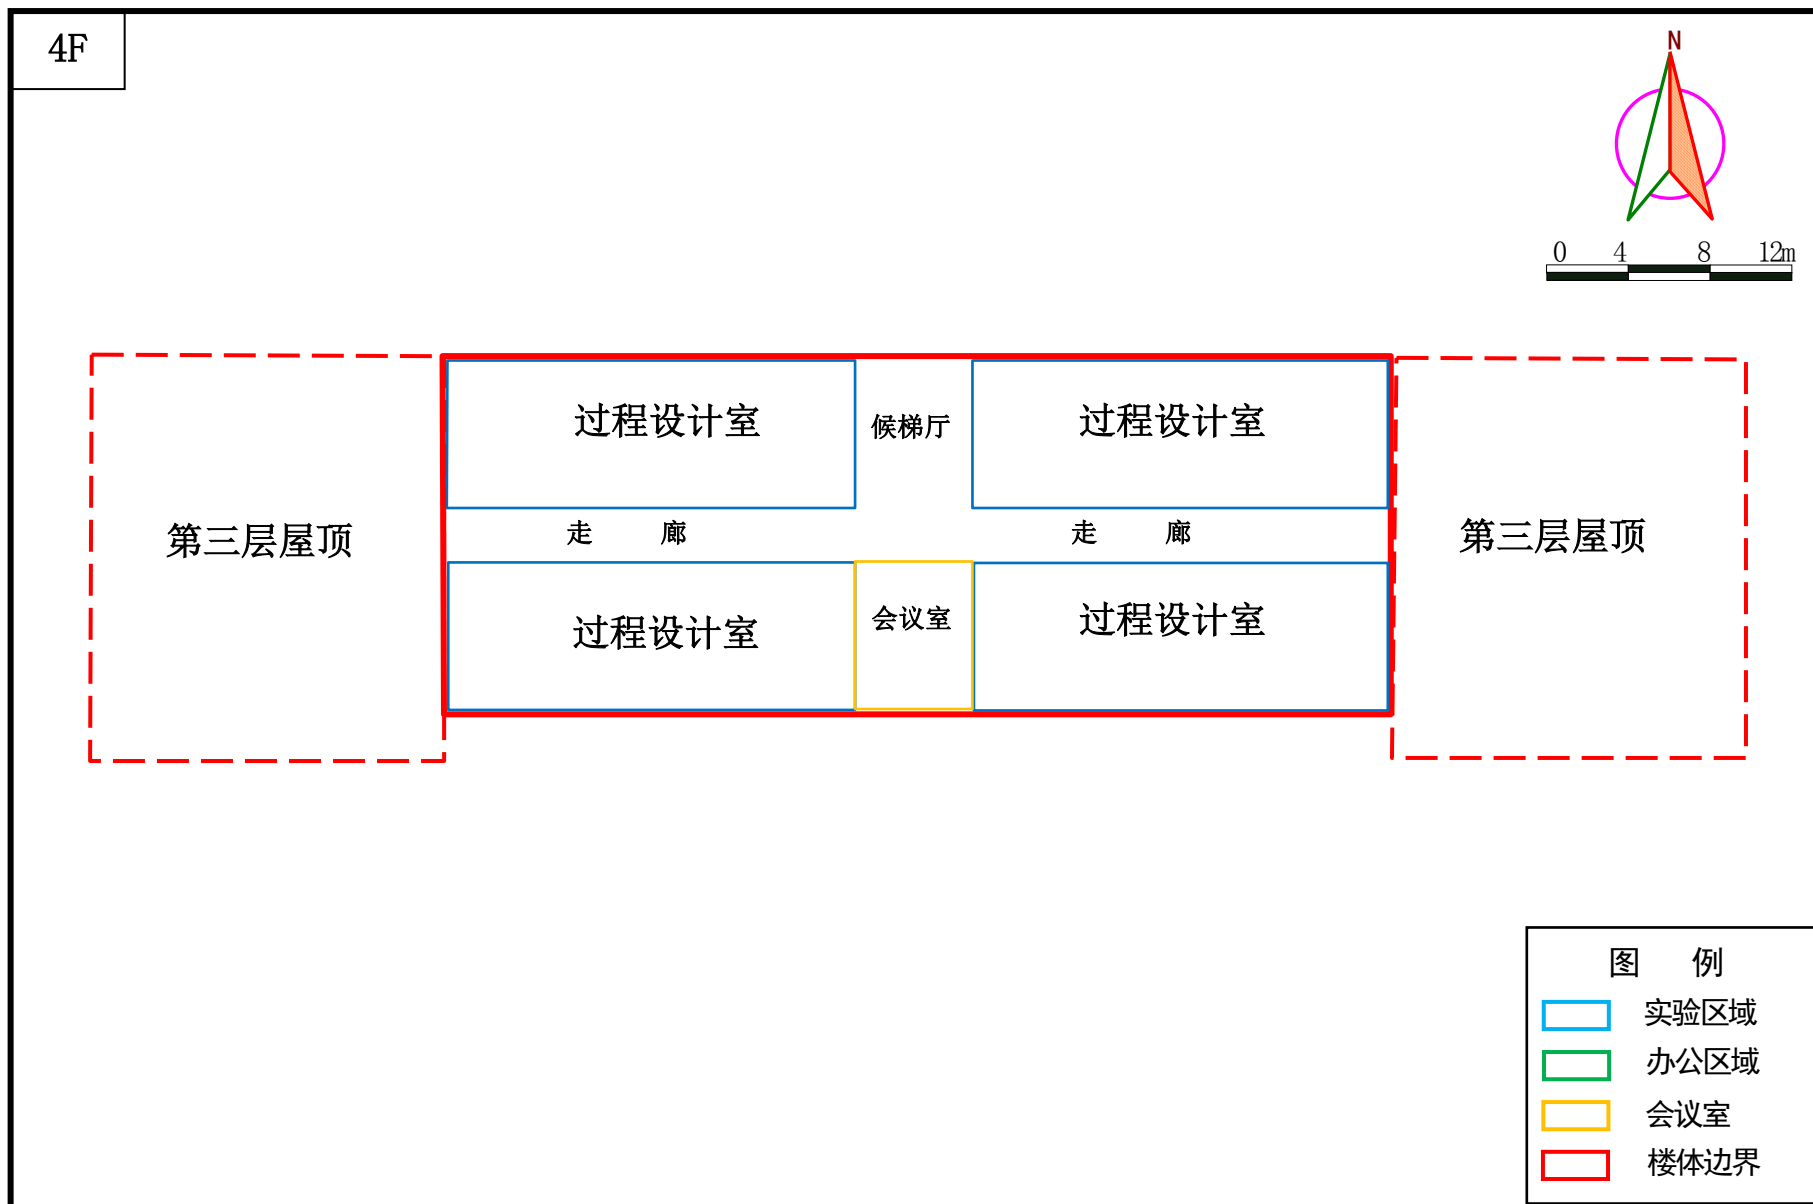 4F
N
0 4 8 12m
过程设计室 候梯厅 过程设计室
第三层屋顶 走 廊 走 廊 第三层屋顶
过程设计室 会议室 过程设计室
图 例
实验区域
办公区域
会议室
楼体边界